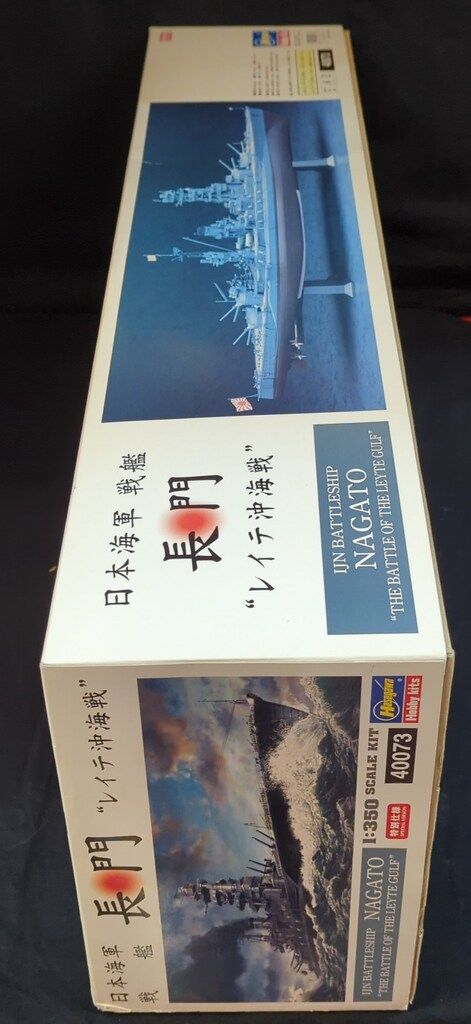 日本海軍 戦艦
長門
“レイテ沖海戦”
IJN BATTLESHIP
NAGATO
“THE BATTLE OF THE LEYTE GULF”
日本海軍
戦艦
長門
“レイテ沖海戦”
1:350 SCALE KIT
Hasegawa
Hobby kits
特別仕様
SPECIAL VERSION
40073
IJN BATTLESHIP NAGATO
“THE BATTLE OF THE LEYTE GULF”